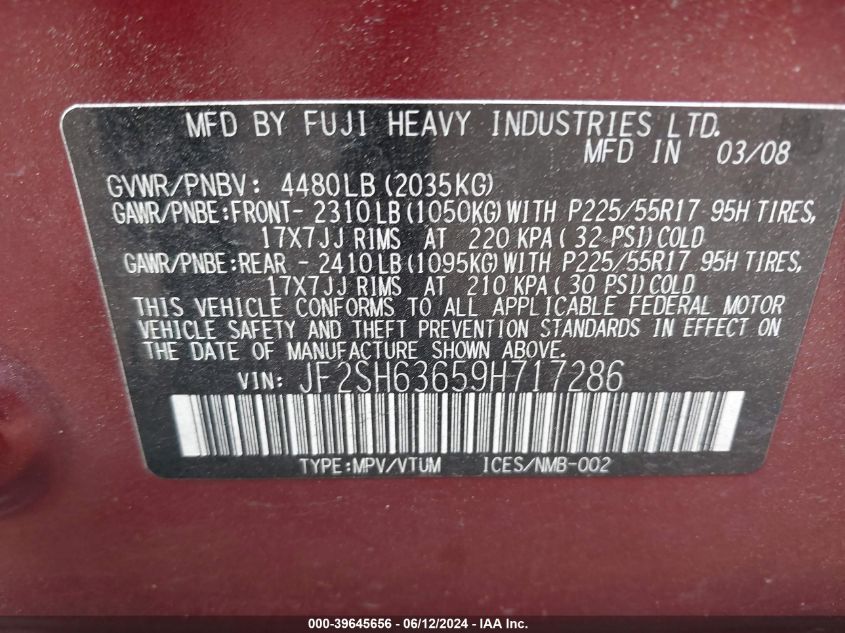 MFD BY FUJI HEAVY INDUSTRIES LTD.
MFD IN 03/08
GVWR/PNBV: 4480LB (2035KG)
GAWR/PNBE:FRONT- 2310LB (1050KG) WITH P225/55R17 95H TIRES,
17X7JJ RIMS AT 220 KPA ( 32 PSI) COLD
GAWR/PNBE:REAR - 2410LB (1095KG) WITH P225/55R17 95H TIRES,
17X7JJ RIMS AT 210 KPA ( 30 PSI) COLD
THIS VEHICLE CONFORMS TO ALL APPLICABLE FEDERAL MOTOR
VEHICLE SAFETY AND THEFT PREVENTION STANDARDS IN EFFECT ON
THE DATE OF MANUFACTURE SHOWN ABOVE.
VIN: JF2SH63659H717286
TYPE:MPV/VTUM ICES/NMB-002
000-39645656 - 06/12/2024 - IAAI.com